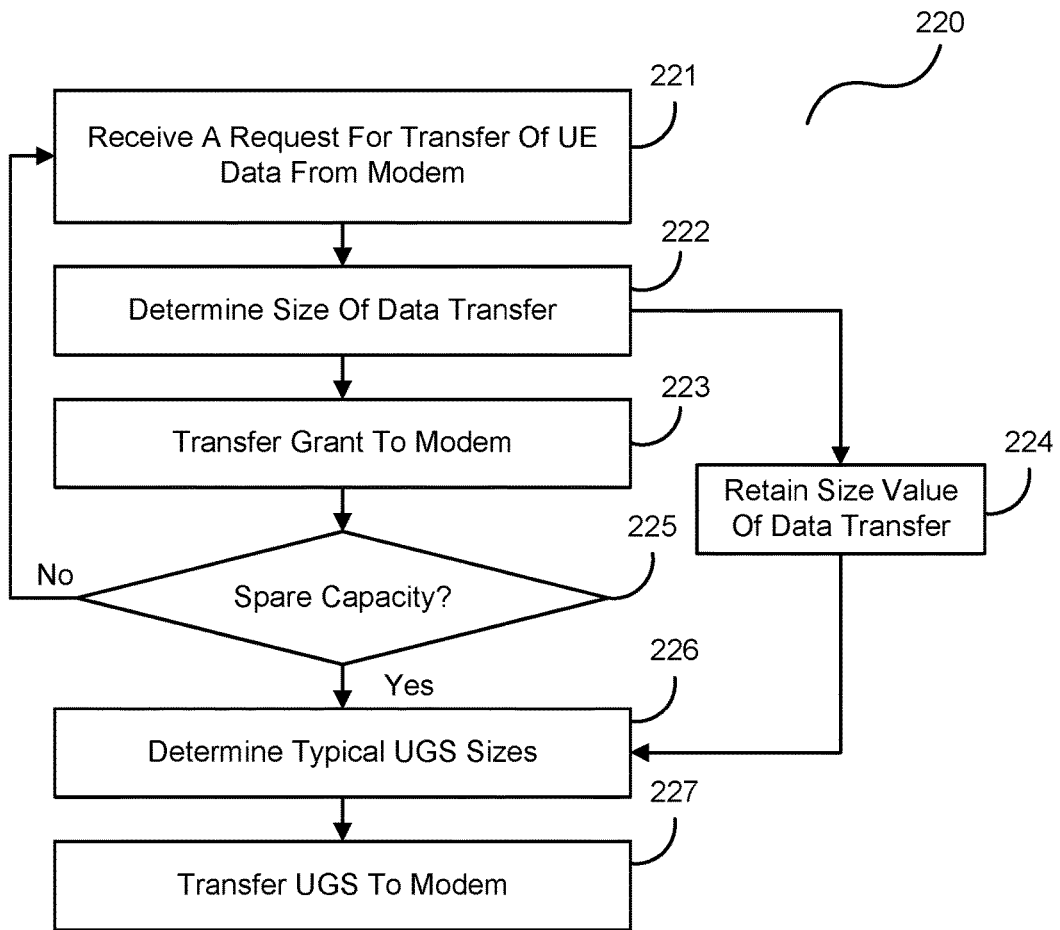 220
221
Receive A Request For Transfer Of UE
Data From Modem
222
Determine Size Of Data Transfer
223
Transfer Grant To Modem
224
Retain Size Value
Of Data Transfer
225
No
Spare Capacity?
226
Yes
Determine Typical UGS Sizes
227
Transfer UGS To Modem